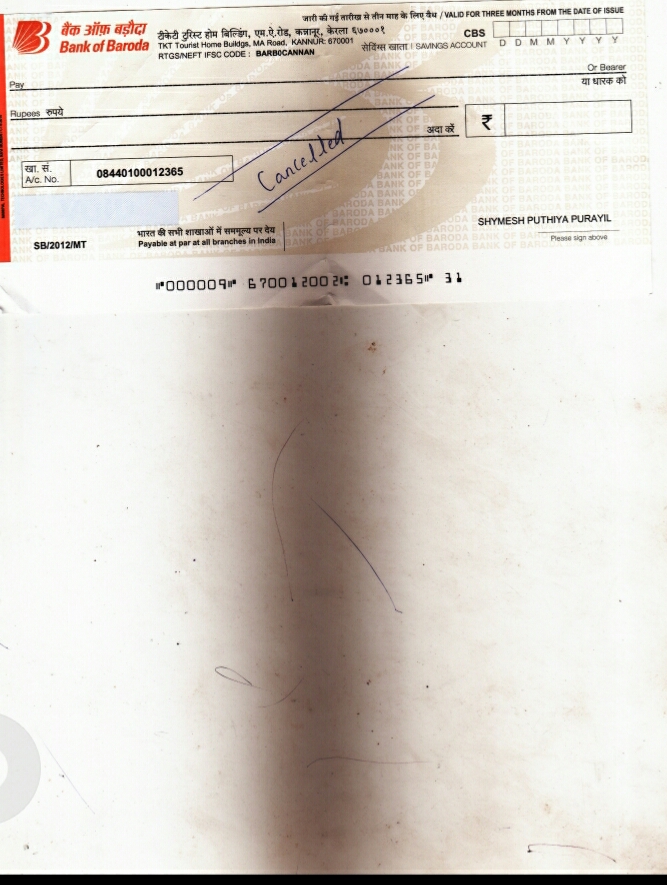 जारी की गई तारीख से तीन माह के लिए वैध / VALID FOR THREE MONTHS FROM THE DATE OF ISSUE
बैंक ऑफ़ बड़ौदा
Bank of Baroda
टीकेटी टुरिस्ट होम बिल्डिंग, एम.ऐ.रोड, कन्नानूर, केरला ६७०००१
TKT Tourist Home Buildgs, MA Road, KANNUR: 670001
RTGS/NEFT IFSC CODE : BARB0CANNAN
CBS
सेविंग्स खाता / SAVINGS ACCOUNT
D D M M Y Y Y Y
Pay
Or Bearer
या धारक को
Rupees रुपये
अदा करें
₹
Cancelled
खा. सं.
A/c. No.
08440100012365
SB/2012/MT
भारत की सभी शाखाओं में सममूल्य पर देय
Payable at par at all branches in India
SHYMESH PUTHIYA PURAYIL
Please sign above
⑈000009⑈ 670012002⑆ 012365⑈ 31